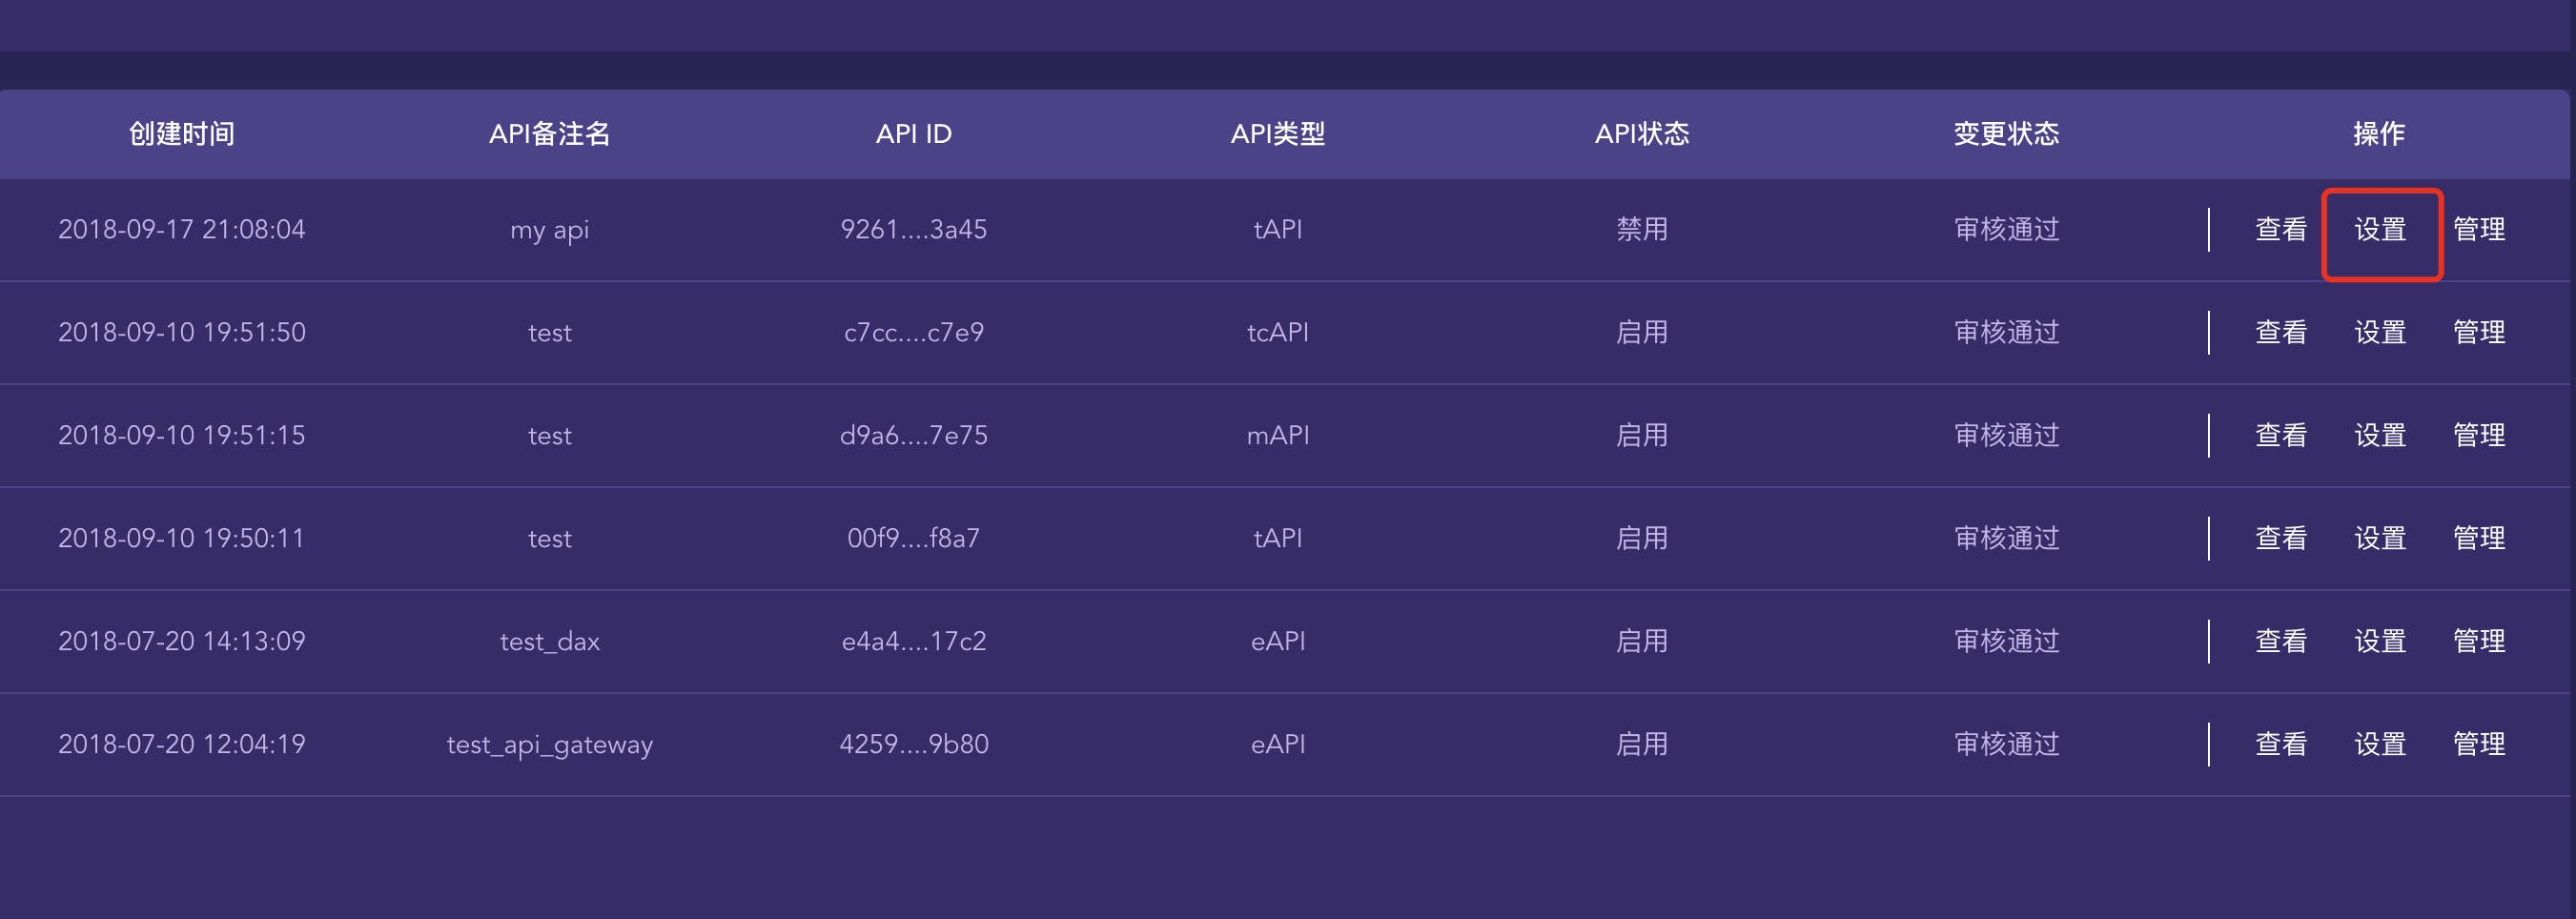 创建时间 API备注名 API ID API类型 API状态 变更状态 操作
2018-09-17 21:08:04 my api 9261....3a45 tAPI 禁用 审核通过 查看 设置 管理
2018-09-10 19:51:50 test c7cc....c7e9 tcAPI 启用 审核通过 查看 设置 管理
2018-09-10 19:51:15 test d9a6....7e75 mAPI 启用 审核通过 查看 设置 管理
2018-09-10 19:50:11 test 00f9....f8a7 tAPI 启用 审核通过 查看 设置 管理
2018-07-20 14:13:09 test_dax e4a4....17c2 eAPI 启用 审核通过 查看 设置 管理
2018-07-20 12:04:19 test_api_gateway 4259....9b80 eAPI 启用 审核通过 查看 设置 管理